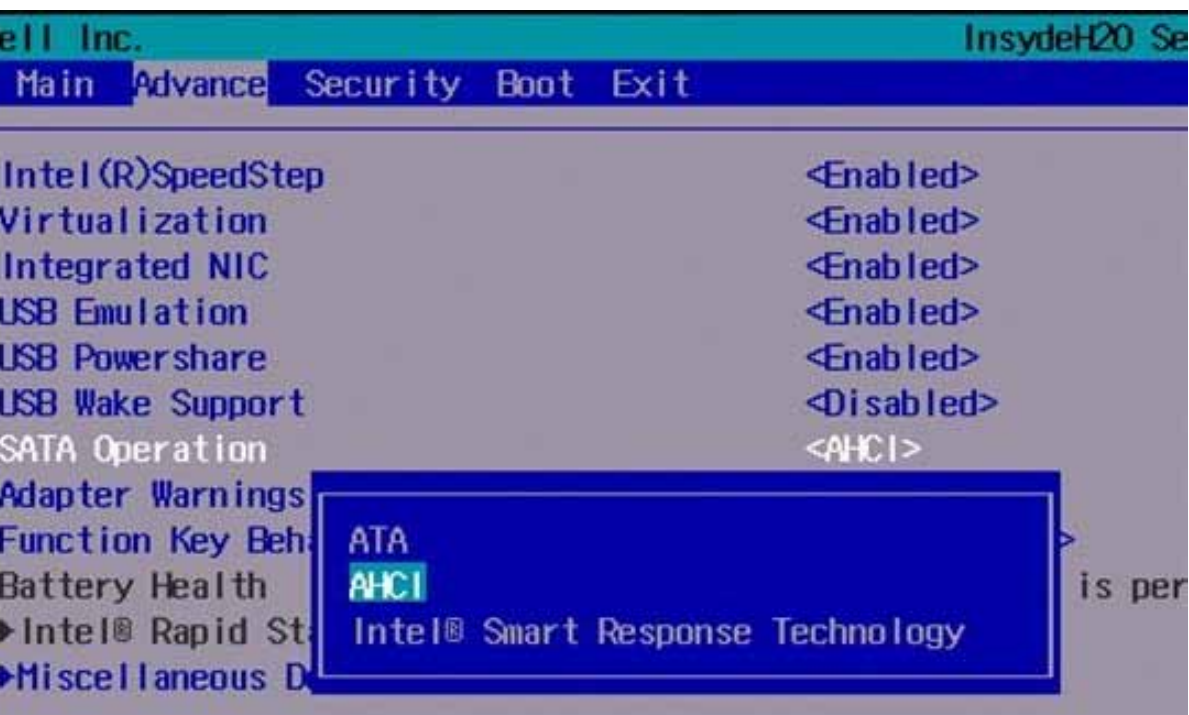 ell Inc. InsydeH20 Se
Main Advance Security Boot Exit
Intel(R)SpeedStep <Enabled>
Virtualization <Enabled>
Integrated NIC <Enabled>
USB Emulation <Enabled>
USB Powershare <Enabled>
USB Wake Support <Disabled>
SATA Operation <AHCI>
Adapter Warnings
Function Key Beh >
ATA
Battery Health is per
AHCI
▶Intel® Rapid St
Intel® Smart Response Technology
▶Miscellaneous D